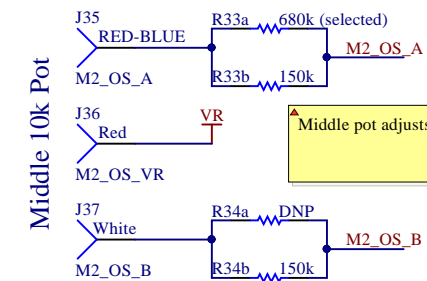 J35
RED-BLUE
M2_OS_A
R33a 680k (selected)
R33b 150k
M2_OS_A
Middle 10k Pot
J36
Red
VR
M2_OS_VR
Middle pot adjusts
J37
White
M2_OS_B
R34a DNP
R34b 150k
M2_OS_B